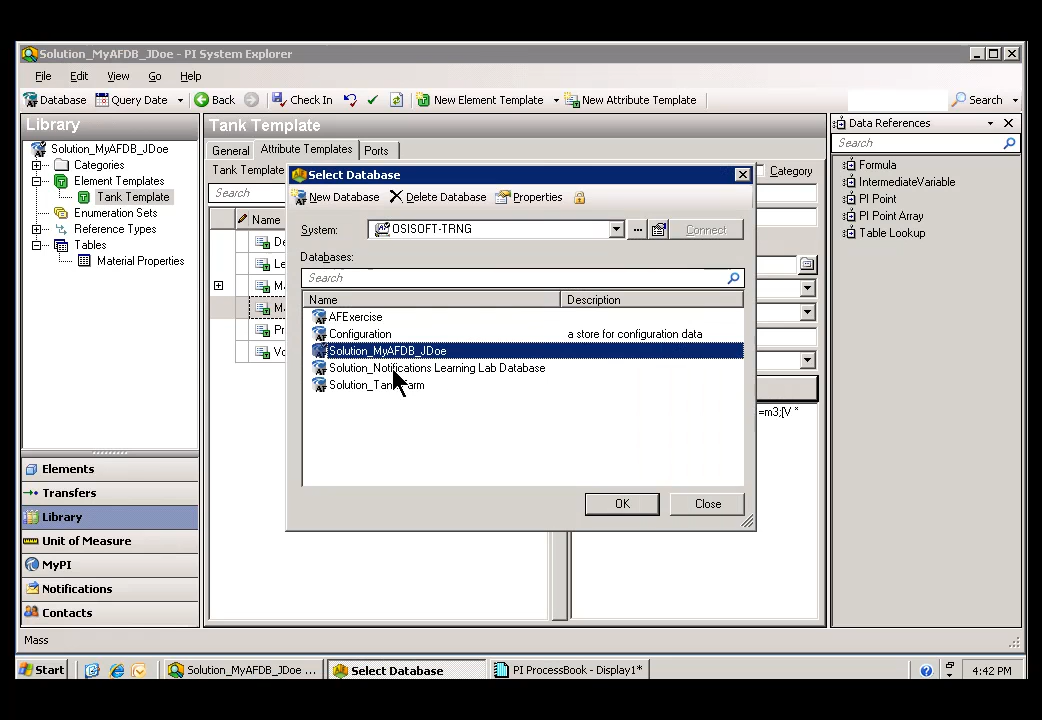 Solution_MyAFDB_JDoe - PI System Explorer
File Edit View Go Help
Database Query Date Back Check In New Element Template New Attribute Template Search
Library
Solution_MyAFDB_JDoe
Categories
Element Templates
Tank Template
Enumeration Sets
Reference Types
Tables
Material Properties
Elements
Transfers
Library
Unit of Measure
MyPI
Notifications
Contacts
Tank Template
General Attribute Templates Ports
Tank Template
Category
Search
Name
=m3;[V *
Select Database
New Database Delete Database Properties
System: OSISOFT-TRNG ... Connect
Databases:
Search
Name Description
AFExercise
Configuration a store for configuration data
Solution_MyAFDB_JDoe
Solution_Notifications Learning Lab Database
OK Close
Data References
Search
Formula
IntermediateVariable
PI Point
PI Point Array
Table Lookup
Mass
Start Solution_MyAFDB_JDoe ... Select Database PI ProcessBook - Display1* 4:42 PM